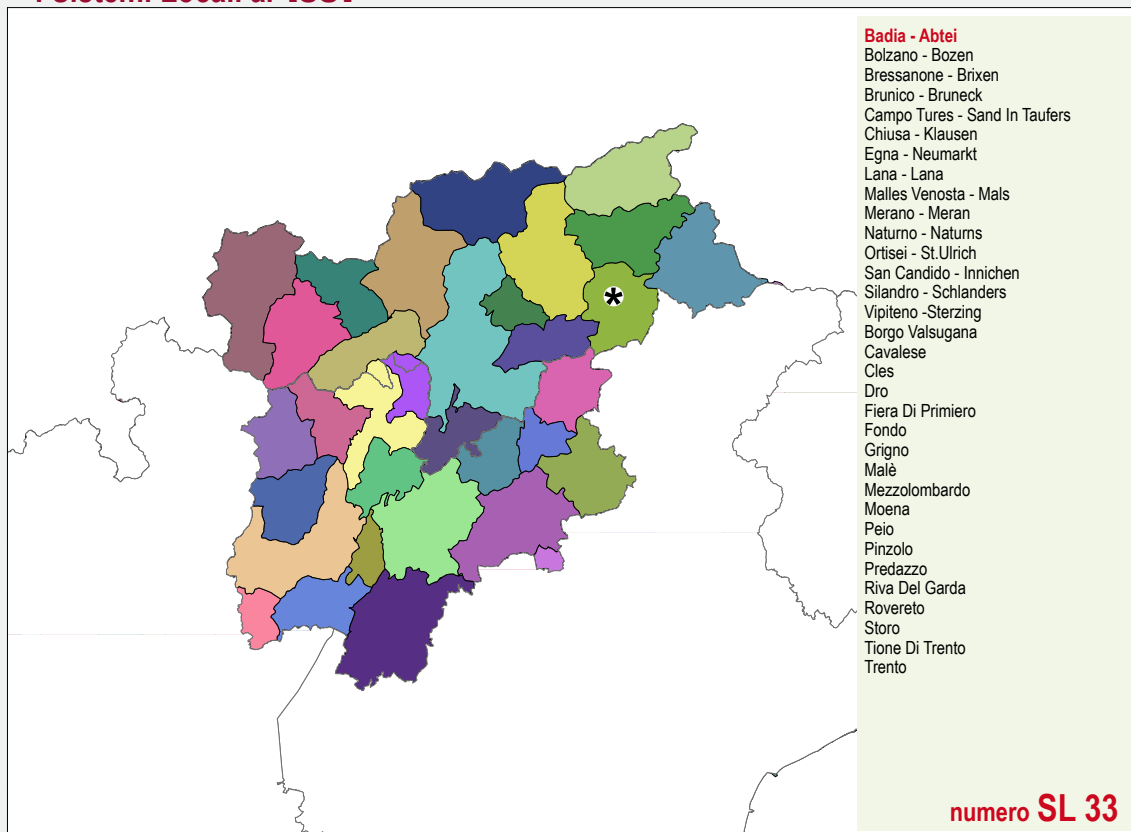 Badia - Abtei
Bolzano - Bozen
Bressanone - Brixen
Brunico - Bruneck
Campo Tures - Sand In Taufers
Chiusa - Klausen
Egna - Neumarkt
Lana - Lana
Malles Venosta - Mals
Merano - Meran
Naturno - Naturns
Ortisei - St.Ulrich
San Candido - Innichen
Silandro - Schlanders
Vipiteno -Sterzing
Borgo Valsugana
Cavalese
Cles
Dro
Fiera Di Primiero
Fondo
Grigno
Malè
Mezzolombardo
Moena
Peio
Pinzolo
Predazzo
Riva Del Garda
Rovereto
Storo
Tione Di Trento
Trento
numero SL 33